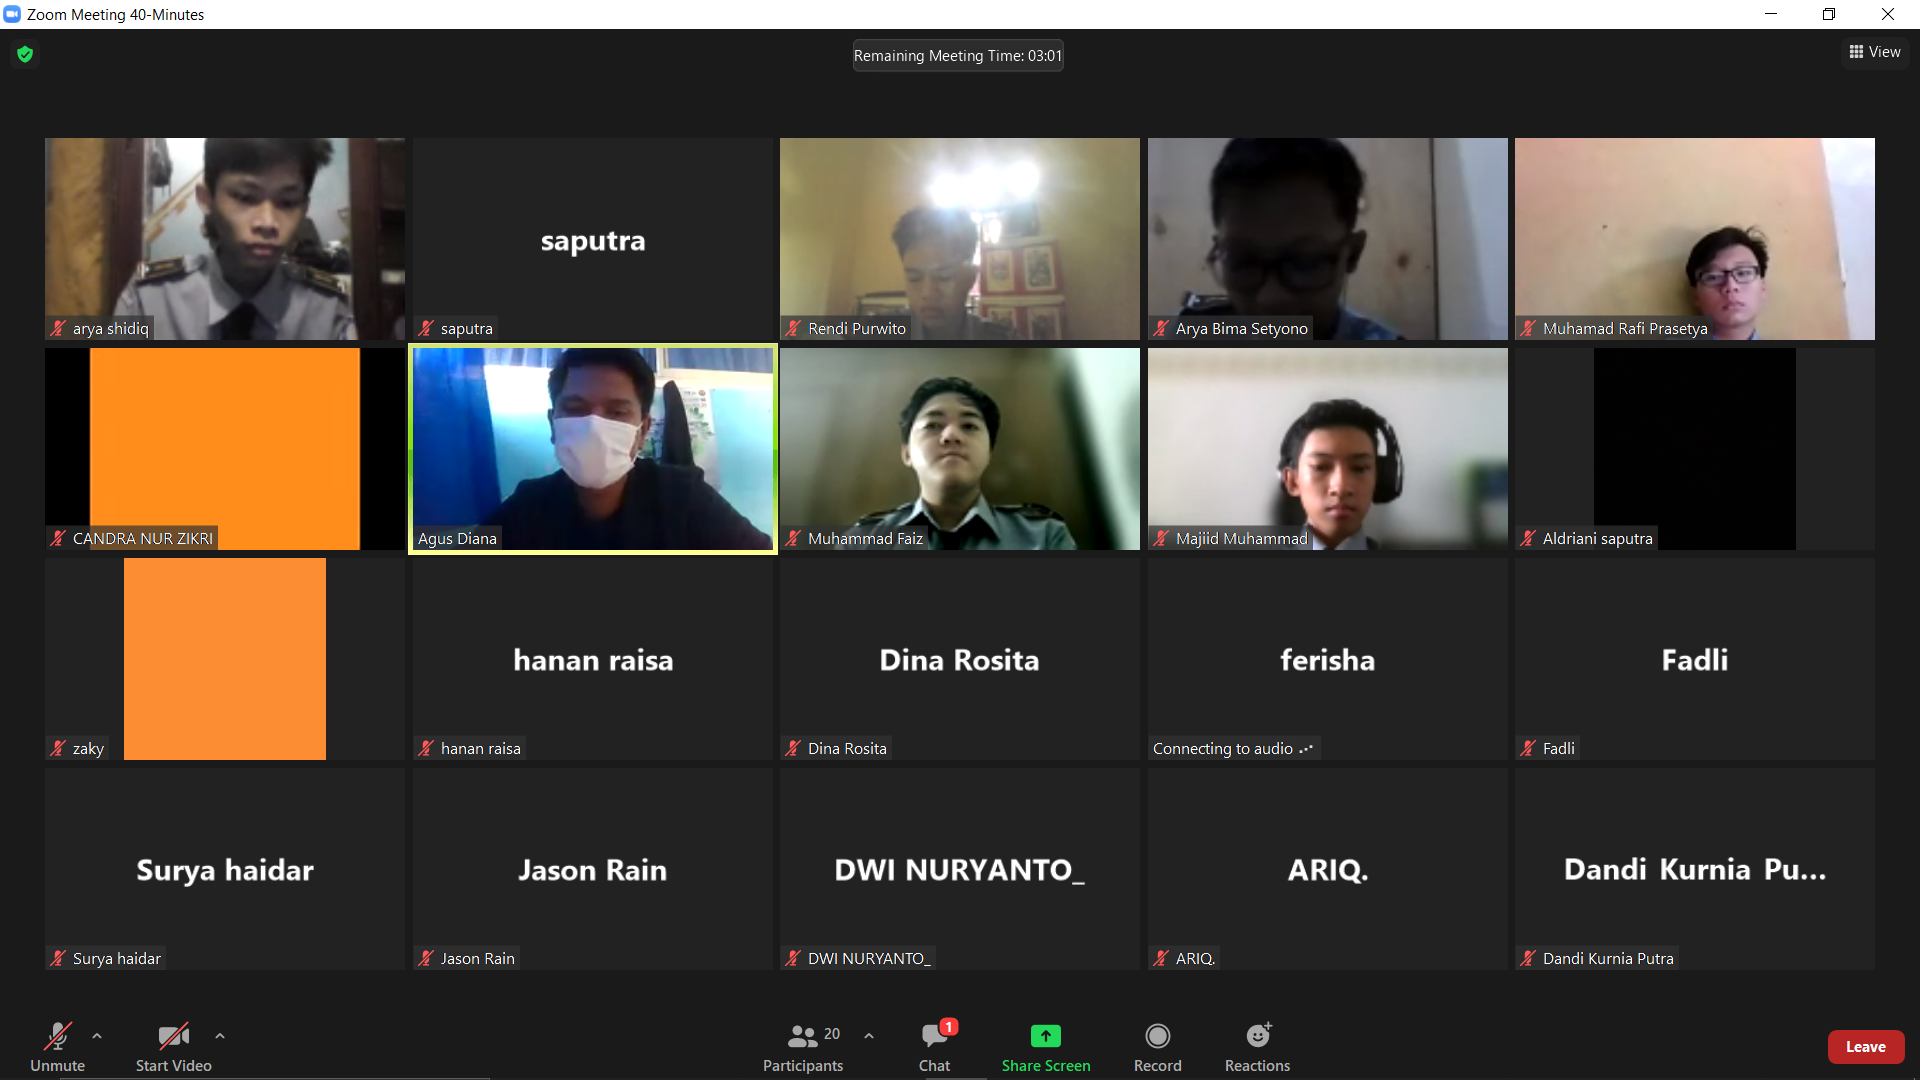 Zoom Meeting 40-Minutes
Remaining Meeting Time: 03:01
View
arya shidiq
saputra
saputra
Rendi Purwito
Arya Bima Setyono
Muhamad Rafi Prasetya
CANDRA NUR ZIKRI
Agus Diana
Muhammad Faiz
Majiid Muhammad
Aldriani saputra
zaky
hanan raisa
hanan raisa
Dina Rosita
Dina Rosita
ferisha
Connecting to audio
Fadli
Fadli
Surya haidar
Surya haidar
Jason Rain
Jason Rain
DWI NURYANTO_
DWI NURYANTO_
ARIQ.
ARIQ.
Dandi Kurnia Pu...
Dandi Kurnia Putra
Unmute
Start Video
20
Participants
1
Chat
Share Screen
Record
Reactions
Leave